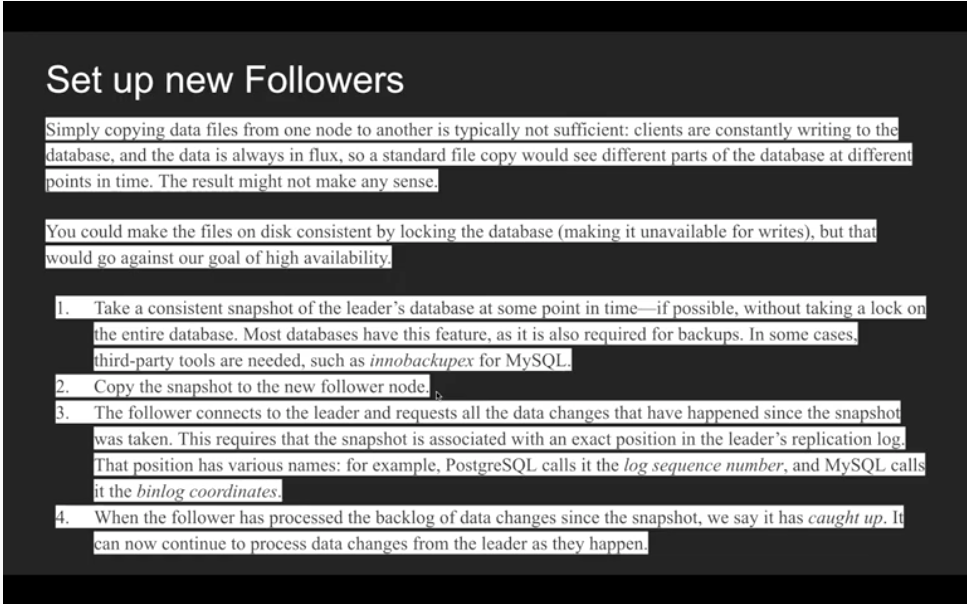 Set up new Followers
Simply copying data files from one node to another is typically not sufficient: clients are constantly writing to the
database, and the data is always in flux, so a standard file copy would see different parts of the database at different
points in time. The result might not make any sense.
You could make the files on disk consistent by locking the database (making it unavailable for writes), but that
would go against our goal of high availability.
1. Take a consistent snapshot of the leader’s database at some point in time—if possible, without taking a lock on
the entire database. Most databases have this feature, as it is also required for backups. In some cases,
third-party tools are needed, such as innobackupex for MySQL.
2. Copy the snapshot to the new follower node.
3. The follower connects to the leader and requests all the data changes that have happened since the snapshot
was taken. This requires that the snapshot is associated with an exact position in the leader’s replication log.
That position has various names: for example, PostgreSQL calls it the log sequence number, and MySQL calls
it the binlog coordinates.
4. When the follower has processed the backlog of data changes since the snapshot, we say it has caught up. It
can now continue to process data changes from the leader as they happen.